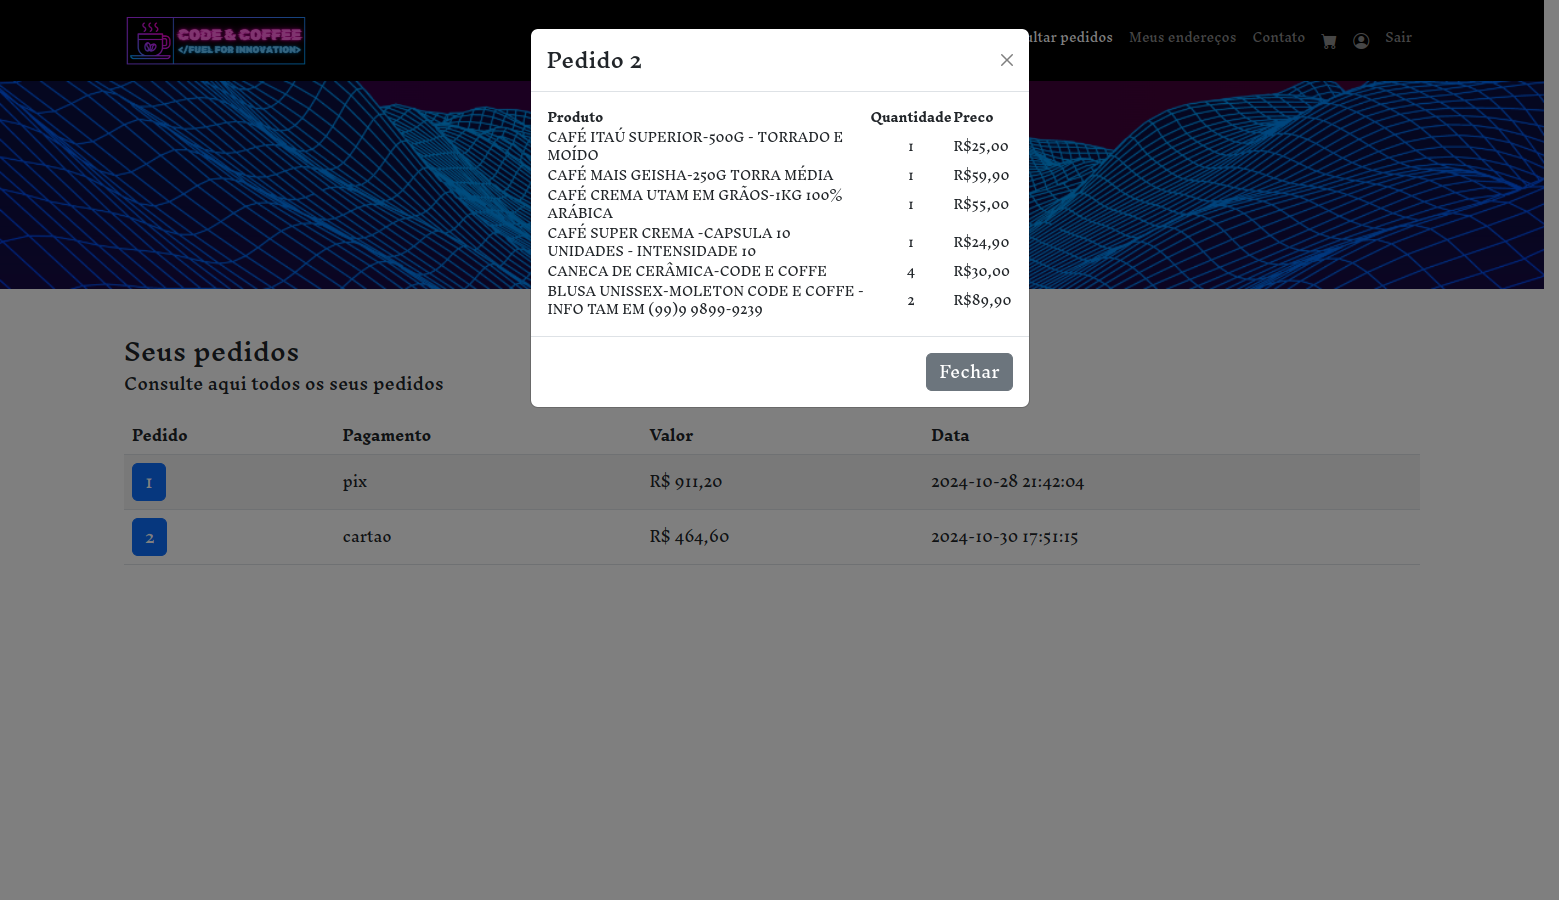 CODE & COFFEE
</FUEL FOR INNOVATION>
ultar pedidos Meus endereços Contato Sair
Pedido 2
Produto Quantidade Preco
CAFÉ ITAÚ SUPERIOR-500G - TORRADO E
MOÍDO
1 R$25,00
CAFÉ MAIS GEISHA-250G TORRA MÉDIA 1 R$59,90
CAFÉ CREMA UTAM EM GRÃOS-1KG 100%
ARÁBICA
1 R$55,00
CAFÉ SUPER CREMA -CAPSULA 10
UNIDADES - INTENSIDADE 10
1 R$24,90
CANECA DE CERÂMICA-CODE E COFFE 4 R$30,00
BLUSA UNISSEX-MOLETON CODE E COFFE -
INFO TAM EM (99)9 9899-9239
2 R$89,90
Fechar
Seus pedidos
Consulte aqui todos os seus pedidos
Pedido Pagamento Valor Data
1 pix R$ 911,20 2024-10-28 21:42:04
2 cartao R$ 464,60 2024-10-30 17:51:15